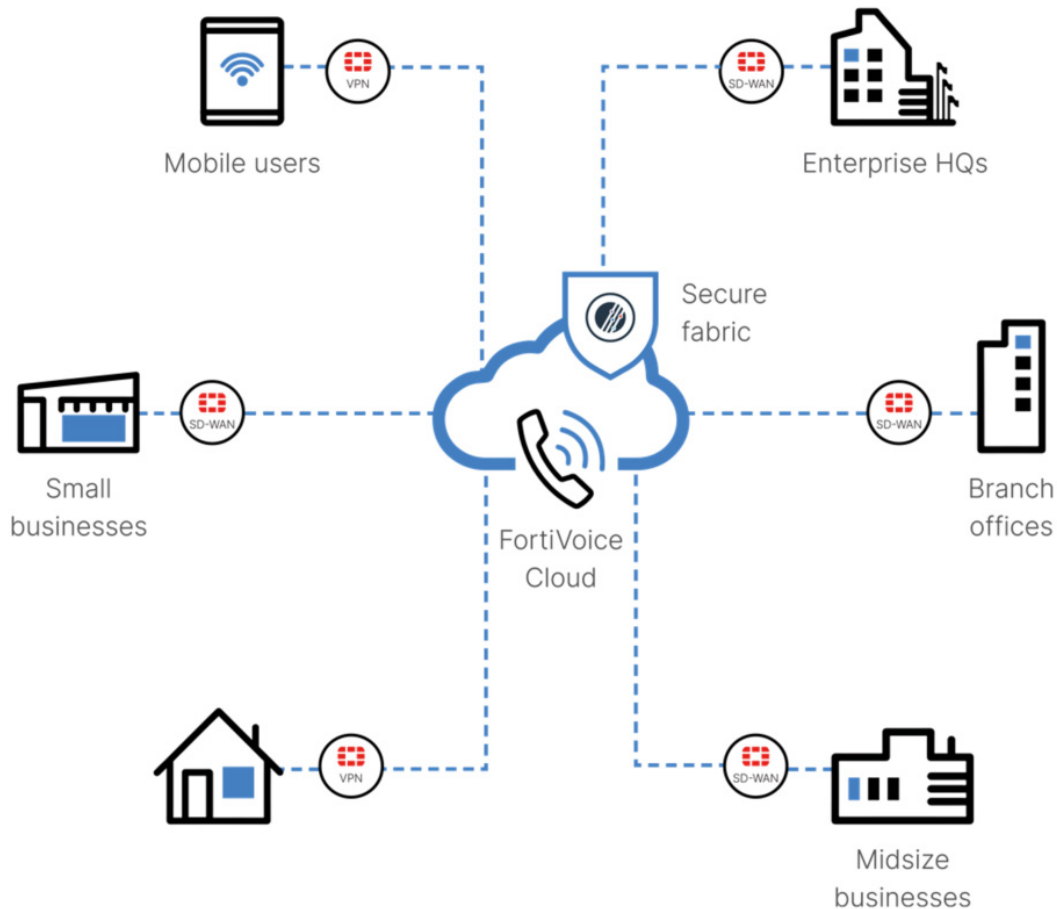 VPN
SD-WAN
Mobile users
Enterprise HQs
Secure
fabric
SD-WAN
SD-WAN
Small
businesses
FortiVoice
Cloud
Branch
offices
VPN
SD-WAN
Midsize
businesses